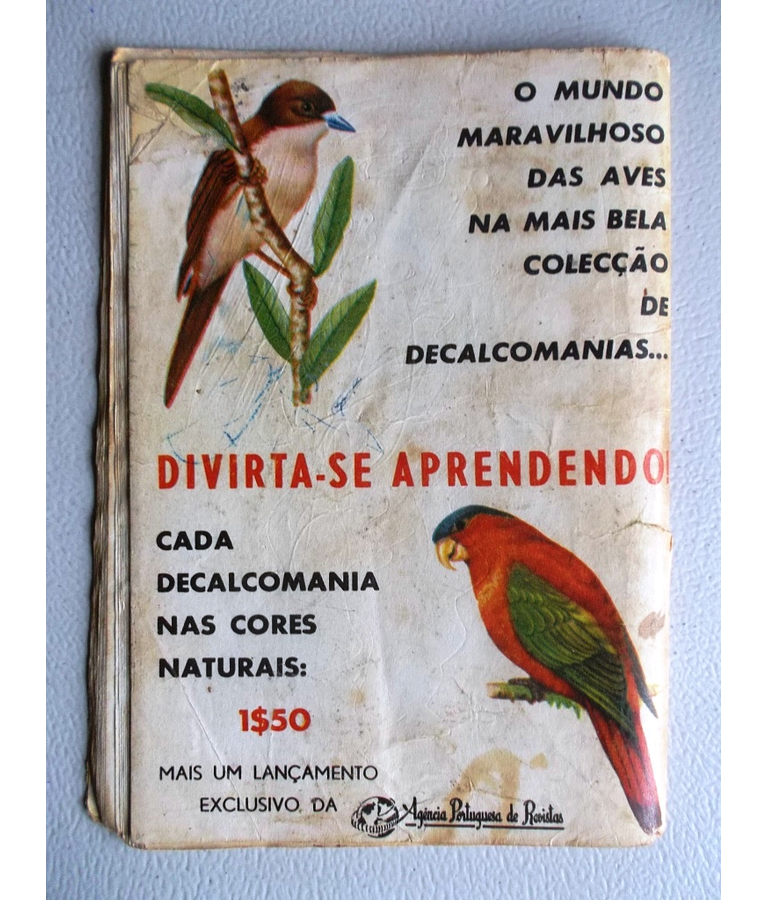 O MUNDO
MARAVILHOSO
DAS AVES
NA MAIS BELA
COLECÇÃO
DE
DECALCOMANIAS...
DIVIRTA-SE APRENDENDO!
CADA
DECALCOMANIA
NAS CORES
NATURAIS:
1$50
MAIS UM LANÇAMENTO
EXCLUSIVO DA Agência Portuguesa de Revistas